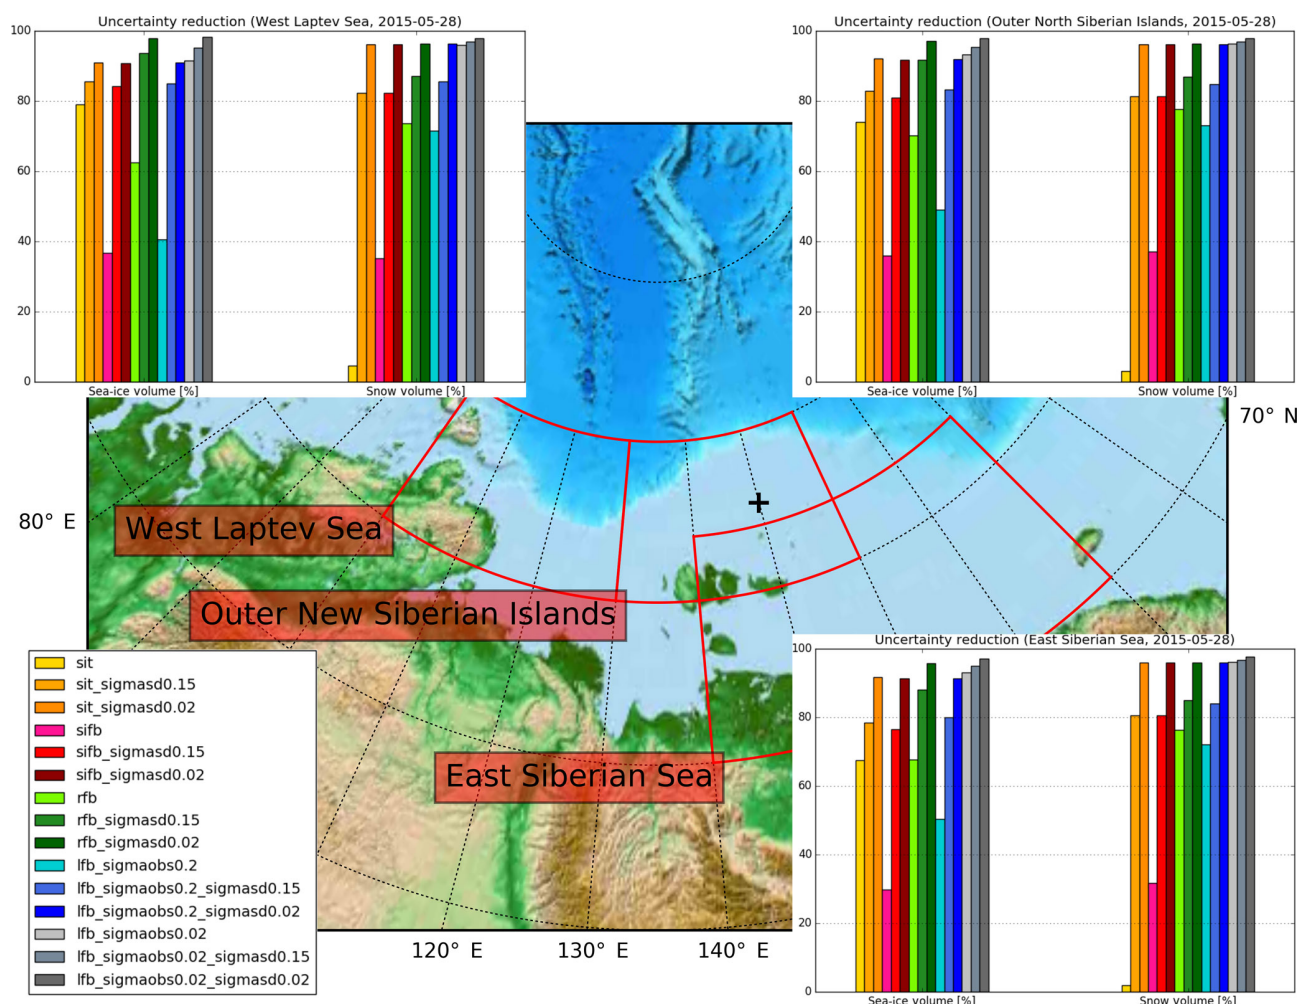 Uncertainty reduction (West Laptev Sea, 2015-05-28)
100
80
60
40
20
0
Sea-ice volume [%]
Snow volume [%]
Uncertainty reduction (Outer North Siberian Islands, 2015-05-28)
100
80
60
40
20
0
Sea-ice volume [%]
Snow volume [%]
70° N
80° E
West Laptev Sea
Outer New Siberian Islands
East Siberian Sea
sit
sit_sigmasd0.15
sit_sigmasd0.02
sifb
sifb_sigmasd0.15
sifb_sigmasd0.02
rfb
rfb_sigmasd0.15
rfb_sigmasd0.02
lfb_sigmaobs0.2
lfb_sigmaobs0.2_sigmasd0.15
lfb_sigmaobs0.2_sigmasd0.02
lfb_sigmaobs0.02
lfb_sigmaobs0.02_sigmasd0.15
lfb_sigmaobs0.02_sigmasd0.02
120° E
130° E
140° E
Uncertainty reduction (East Siberian Sea, 2015-05-28)
100
80
60
40
20
0
Sea-ice volume [%]
Snow volume [%]